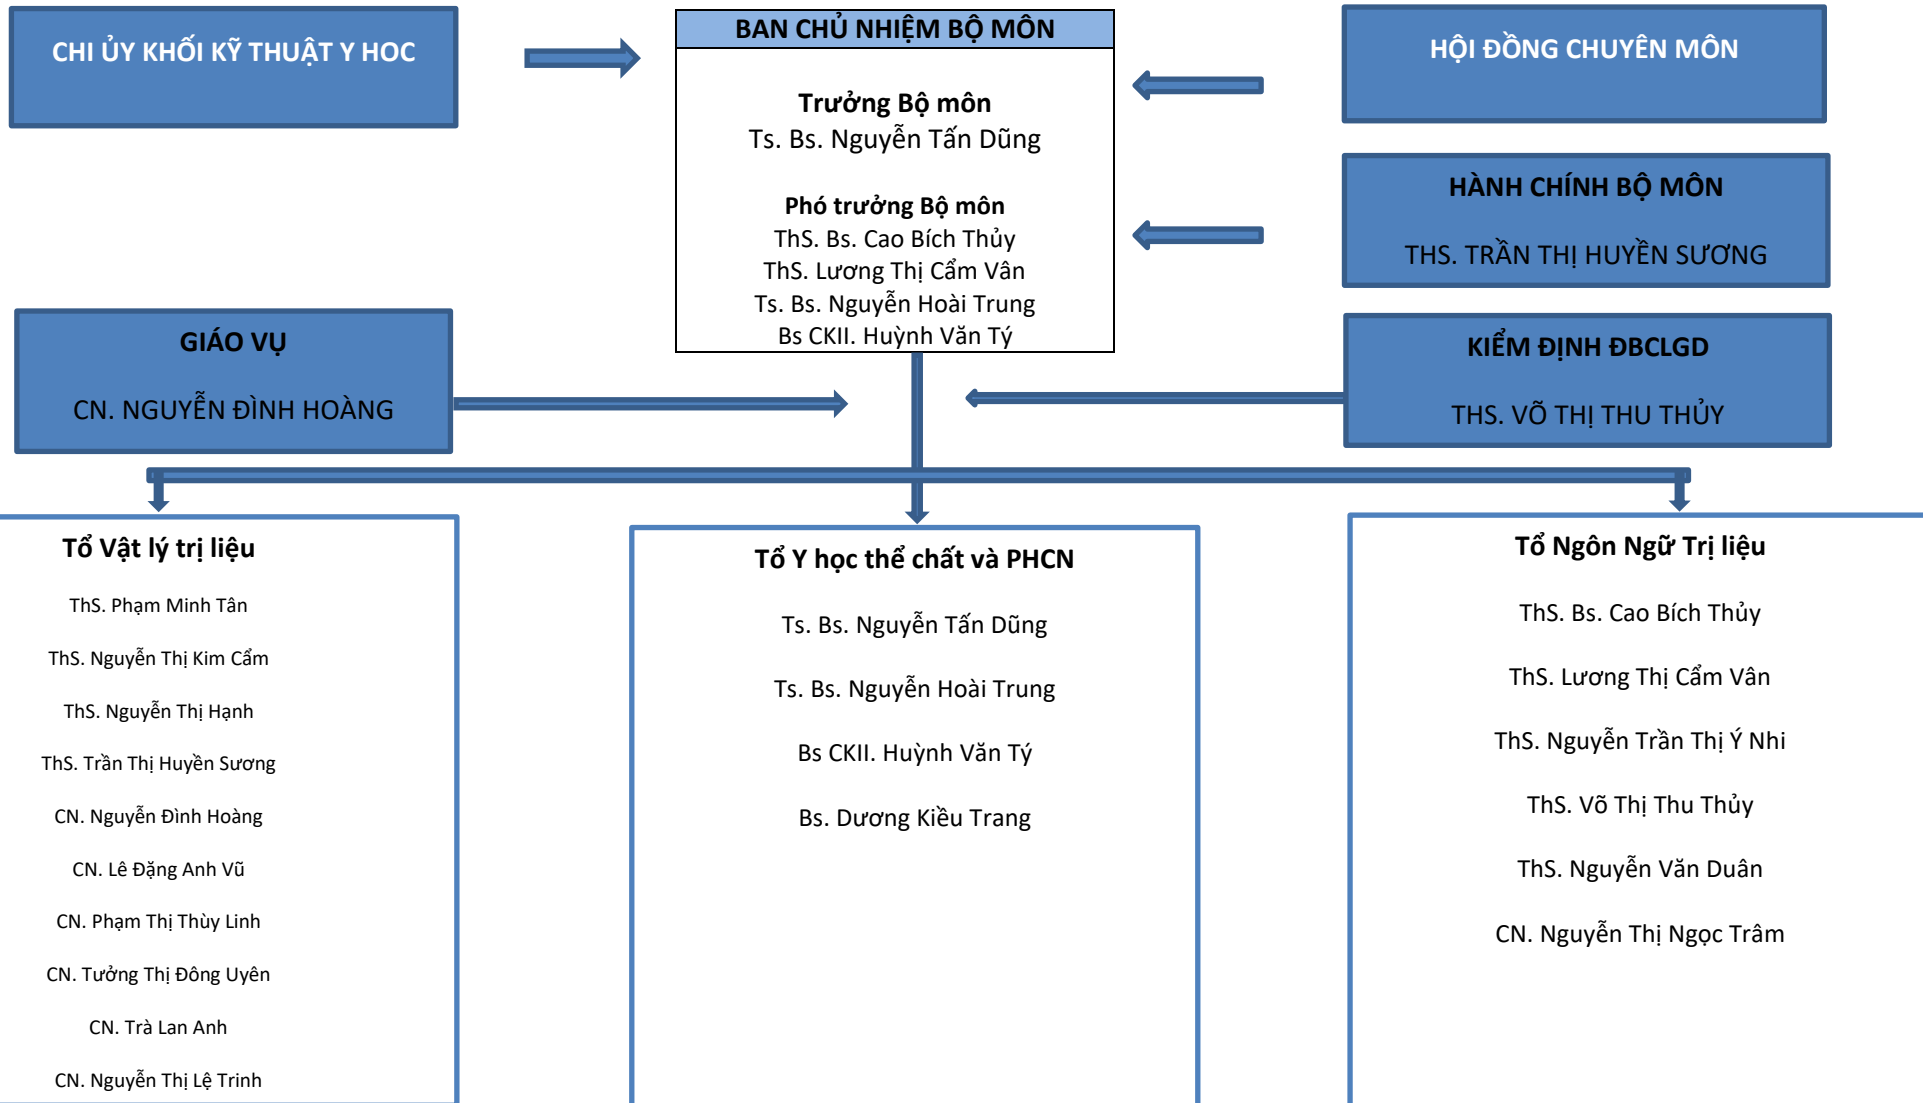 CHI ỦY KHỐI KỸ THUẬT Y HOC
BAN CHỦ NHIỆM BỘ MÔN
Trưởng Bộ môn
Ts. Bs. Nguyễn Tấn Dũng
Phó trưởng Bộ môn
ThS. Bs. Cao Bích Thủy
ThS. Lương Thị Cẩm Vân
Ts. Bs. Nguyễn Hoài Trung
Bs CKII. Huỳnh Văn Tý
HỘI ĐỒNG CHUYÊN MÔN
HÀNH CHÍNH BỘ MÔN
THS. TRẦN THỊ HUYỀN SƯƠNG
GIÁO VỤ
CN. NGUYỄN ĐÌNH HOÀNG
KIỂM ĐỊNH ĐBCLGD
THS. VÕ THỊ THU THỦY
Tổ Vật lý trị liệu
ThS. Phạm Minh Tân
ThS. Nguyễn Thị Kim Cẩm
ThS. Nguyễn Thị Hạnh
ThS. Trần Thị Huyền Sương
CN. Nguyễn Đình Hoàng
CN. Lê Đặng Anh Vũ
CN. Phạm Thị Thùy Linh
CN. Tưởng Thị Đông Uyên
CN. Trà Lan Anh
CN. Nguyễn Thị Lệ Trinh
Tổ Y học thể chất và PHCN
Ts. Bs. Nguyễn Tấn Dũng
Ts. Bs. Nguyễn Hoài Trung
Bs CKII. Huỳnh Văn Tý
Bs. Dương Kiều Trang
Tổ Ngôn Ngữ Trị liệu
ThS. Bs. Cao Bích Thủy
ThS. Lương Thị Cẩm Vân
ThS. Nguyễn Trần Thị Ý Nhi
ThS. Võ Thị Thu Thủy
ThS. Nguyễn Văn Duân
CN. Nguyễn Thị Ngọc Trâm